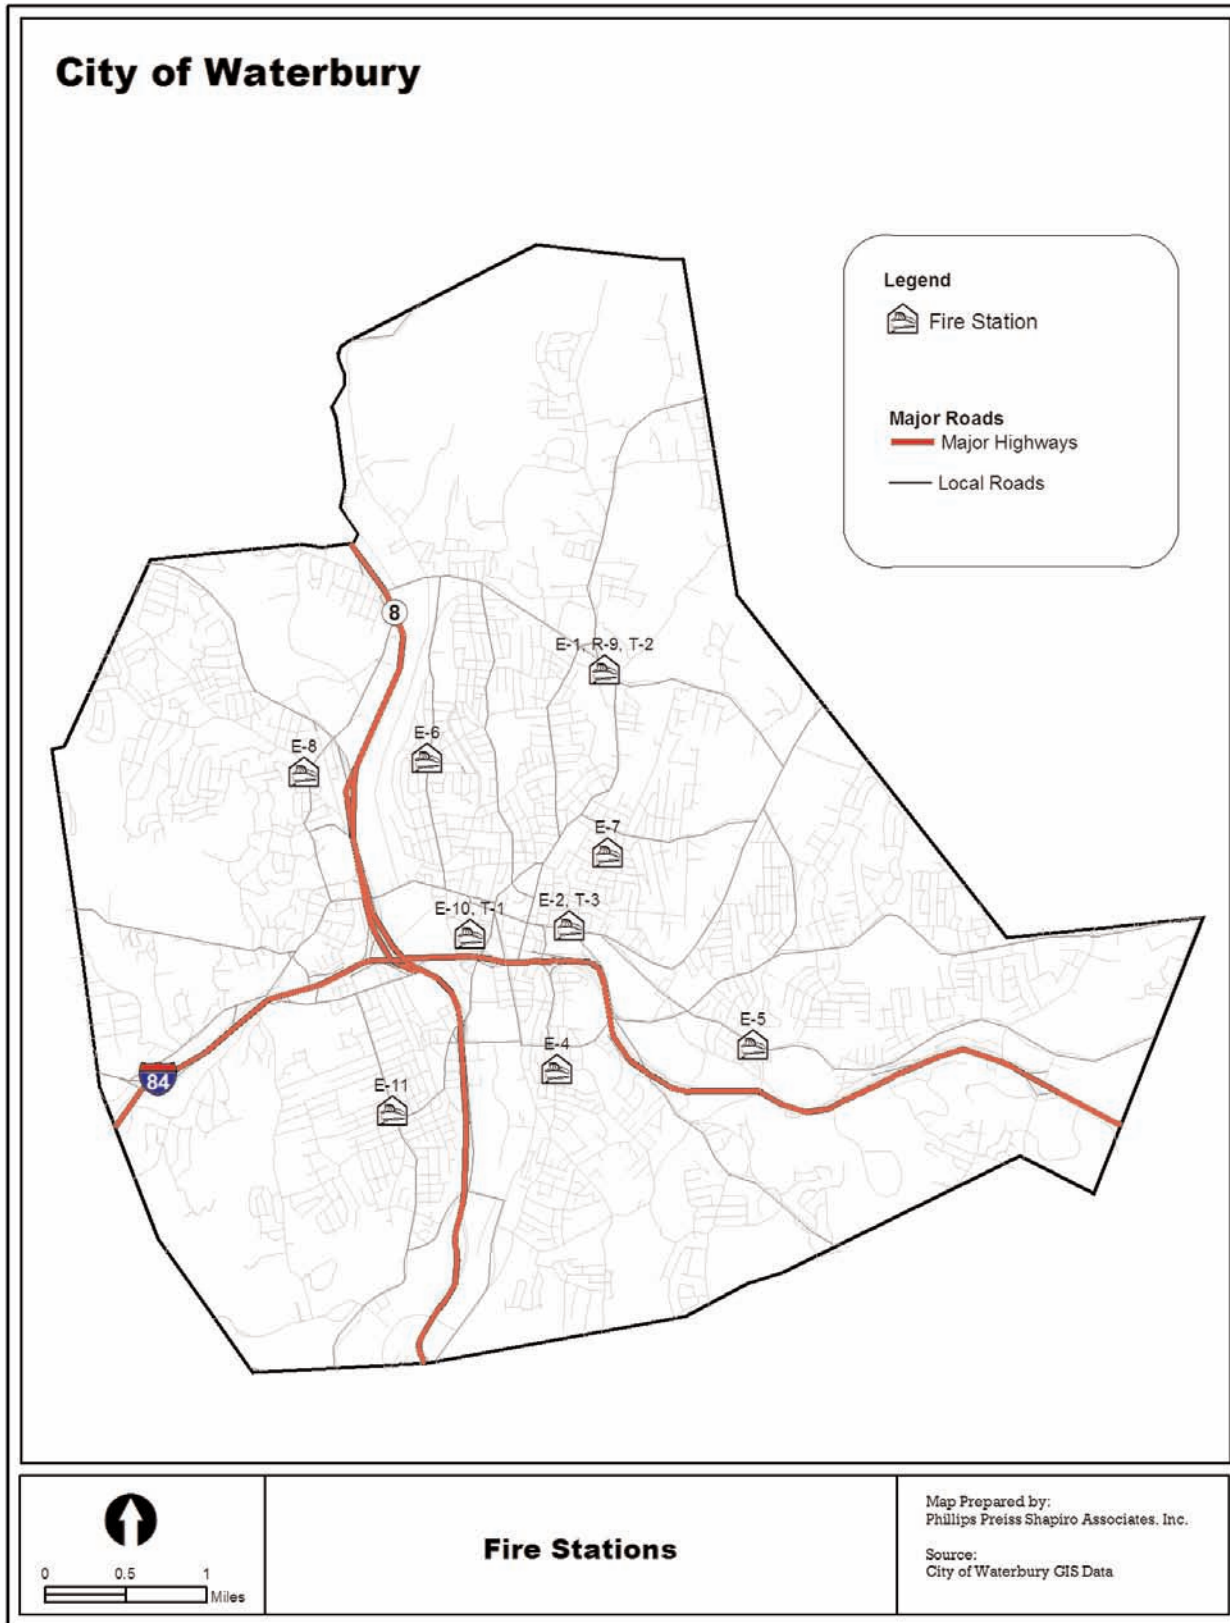 City of Waterbury
Legend
Fire Station
Major Roads
Major Highways
Local Roads
8
E-1, R-9, T-2
E-6
E-8
E-7
E-10, T-1
E-2, T-3
E-5
E-4
84
E-11
0 0.5 1
Miles
Fire Stations
Map Prepared by:
Phillips Preiss Shapiro Associates, Inc.
Source:
City of Waterbury GIS Data